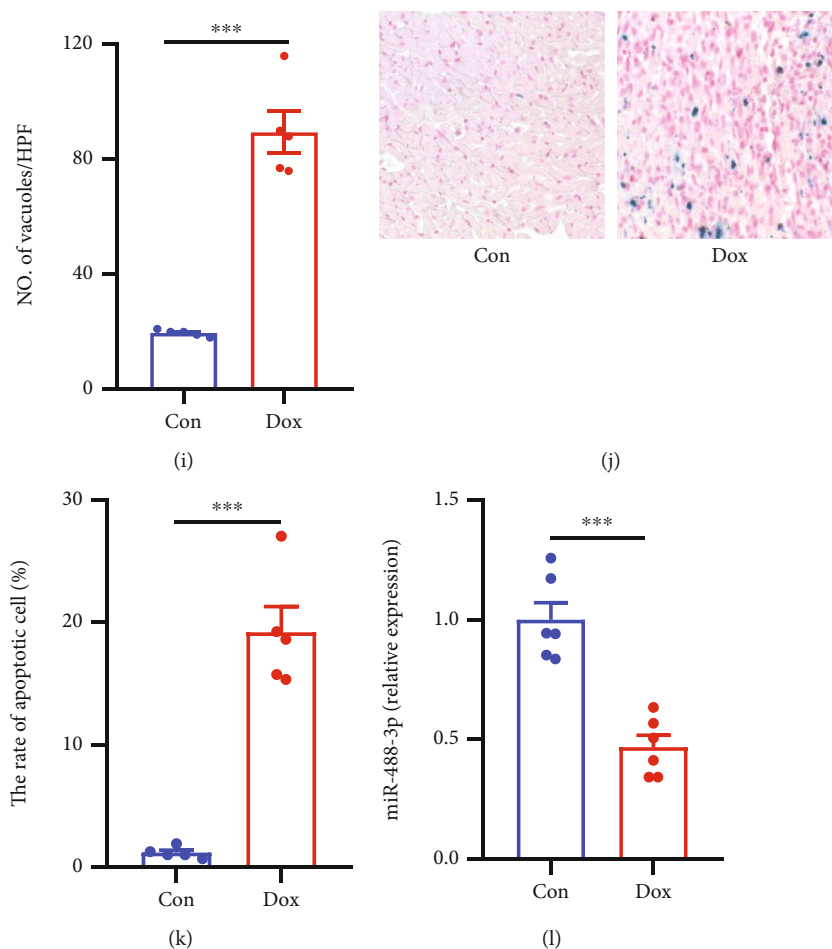 120
80
40
0
NO. of vacuoles/HPF
***
Con
Dox
(i)
Con
Dox
(j)
30
20
10
0
The rate of apoptotic cell (%)
***
Con
Dox
(k)
1.5
1.0
0.5
0.0
miR-488-3p (relative expression)
***
Con
Dox
(l)